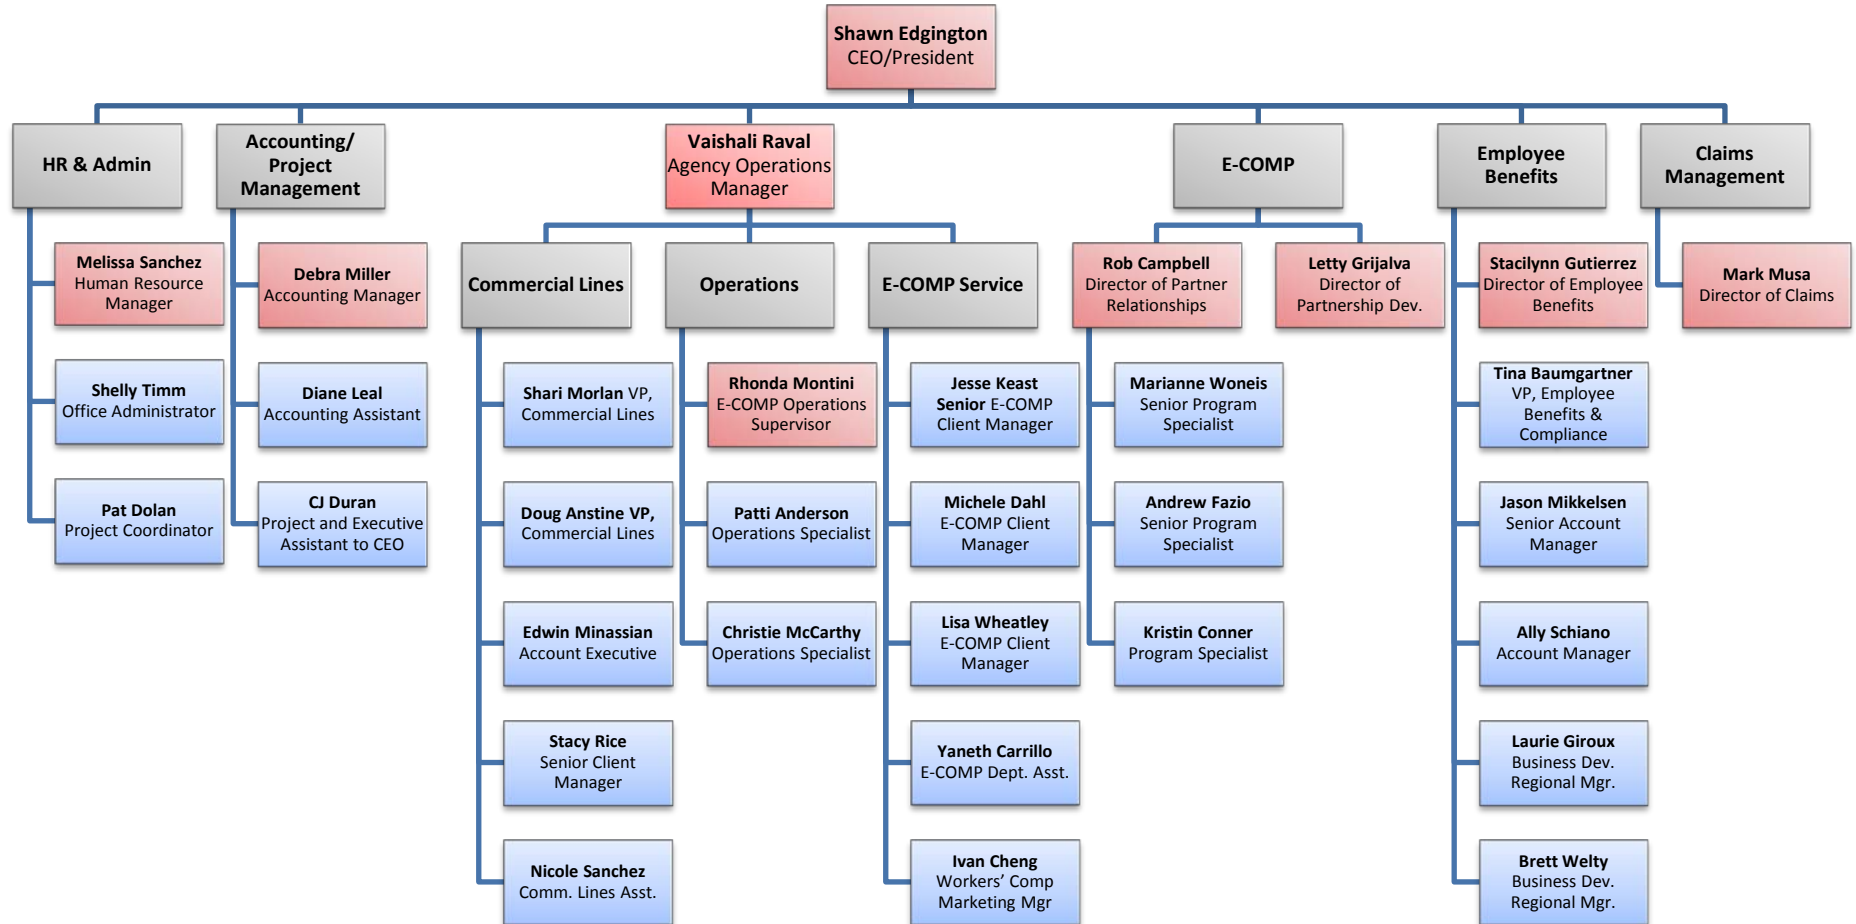 Shawn Edgington
CEO/President
HR & Admin
Accounting/
Project
Management
Vaishali Raval
Agency Operations
Manager
E-COMP
Employee
Benefits
Claims
Management
Melissa Sanchez
Human Resource
Manager
Shelly Timm
Office Administrator
Pat Dolan
Project Coordinator
Debra Miller
Accounting Manager
Diane Leal
Accounting Assistant
CJ Duran
Project and Executive
Assistant to CEO
Commercial Lines
Shari Morlan VP,
Commercial Lines
Doug Anstine VP,
Commercial Lines
Edwin Minassian
Account Executive
Stacy Rice
Senior Client
Manager
Nicole Sanchez
Comm. Lines Asst.
Operations
Rhonda Montini
E-COMP Operations
Supervisor
Patti Anderson
Operations Specialist
Christie McCarthy
Operations Specialist
E-COMP Service
Jesse Keast
Senior E-COMP
Client Manager
Michele Dahl
E-COMP Client
Manager
Lisa Wheatley
E-COMP Client
Manager
Yaneth Carrillo
E-COMP Dept. Asst.
Ivan Cheng
Workers’ Comp
Marketing Mgr
Rob Campbell
Director of Partner
Relationships
Marianne Woneis
Senior Program
Specialist
Andrew Fazio
Senior Program
Specialist
Kristin Conner
Program Specialist
Letty Grijalva
Director of
Partnership Dev.
Stacilynn Gutierrez
Director of Employee
Benefits
Tina Baumgartner
VP, Employee
Benefits &
Compliance
Jason Mikkelsen
Senior Account
Manager
Ally Schiano
Account Manager
Laurie Giroux
Business Dev.
Regional Mgr.
Brett Welty
Business Dev.
Regional Mgr.
Mark Musa
Director of Claims